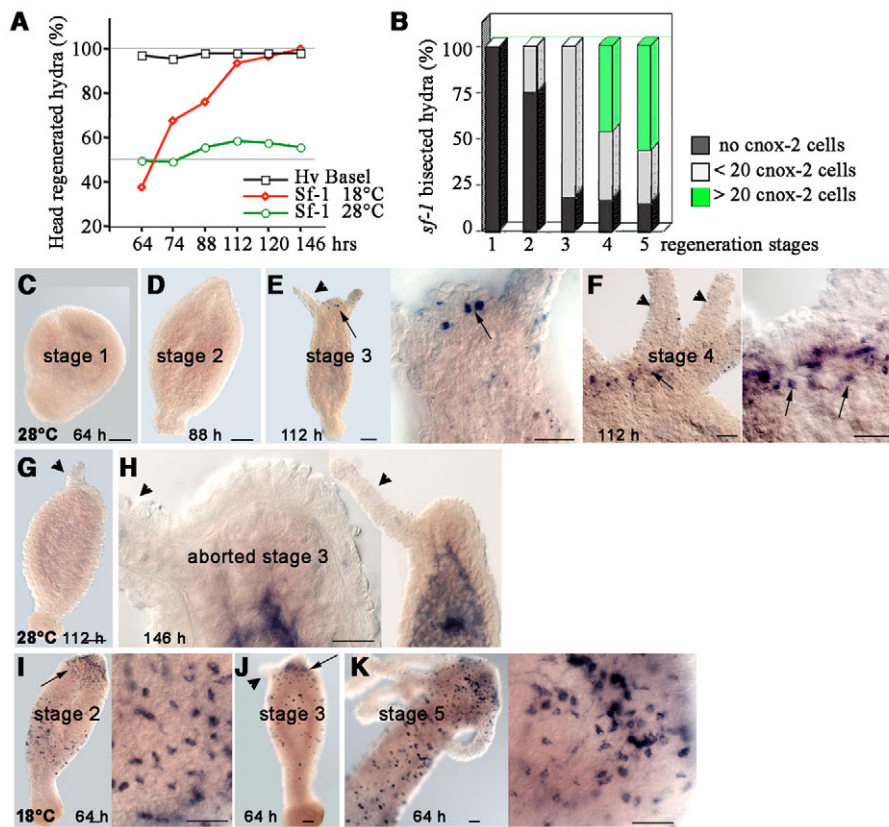 A
Head regenerated hydra (%)
100
80
60
40
20
Hv Basel
Sf-1 18°C
Sf-1 28°C
64 74 88 112 120 146 hrs
B
sf-1 bisected hydra (%)
100
75
50
25
0
1 2 3 4 5 regeneration stages
no cnox-2 cells
< 20 cnox-2 cells
> 20 cnox-2 cells
C
stage 1
28°C 64 h
D
stage 2
88 h
E
stage 3
112 h
F
stage 4
112 h
G
28°C 112 h
H
aborted stage 3
146 h
I
stage 2
18°C 64 h
J
stage 3
64 h
K
stage 5
64 h